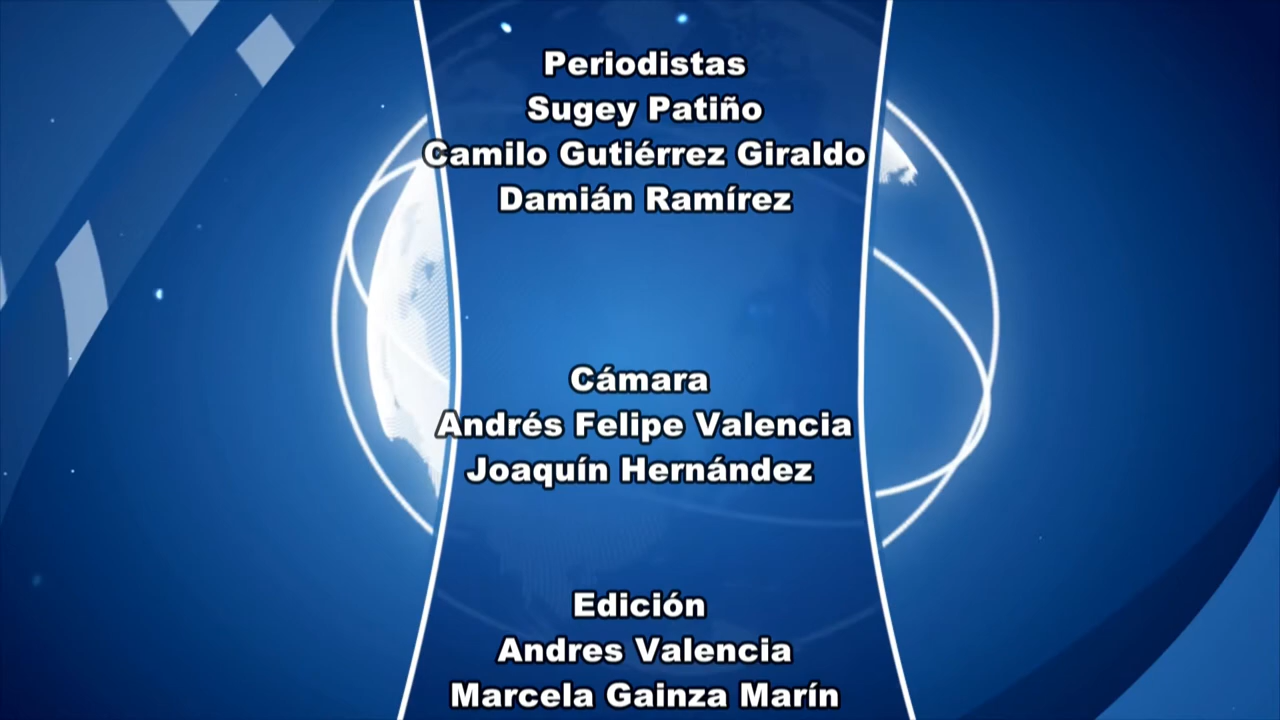 Periodistas
Sugey Patiño
Camilo Gutiérrez Giraldo
Damián Ramírez
Cámara
Andrés Felipe Valencia
Joaquín Hernández
Edición
Andres Valencia
Marcela Gainza Marín